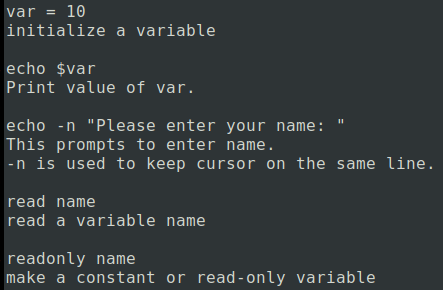 var = 10
initialize a variable
echo $var
Print value of var.
echo -n "Please enter your name: "
This prompts to enter name.
-n is used to keep cursor on the same line.
read name
read a variable name
readonly name
make a constant or read-only variable